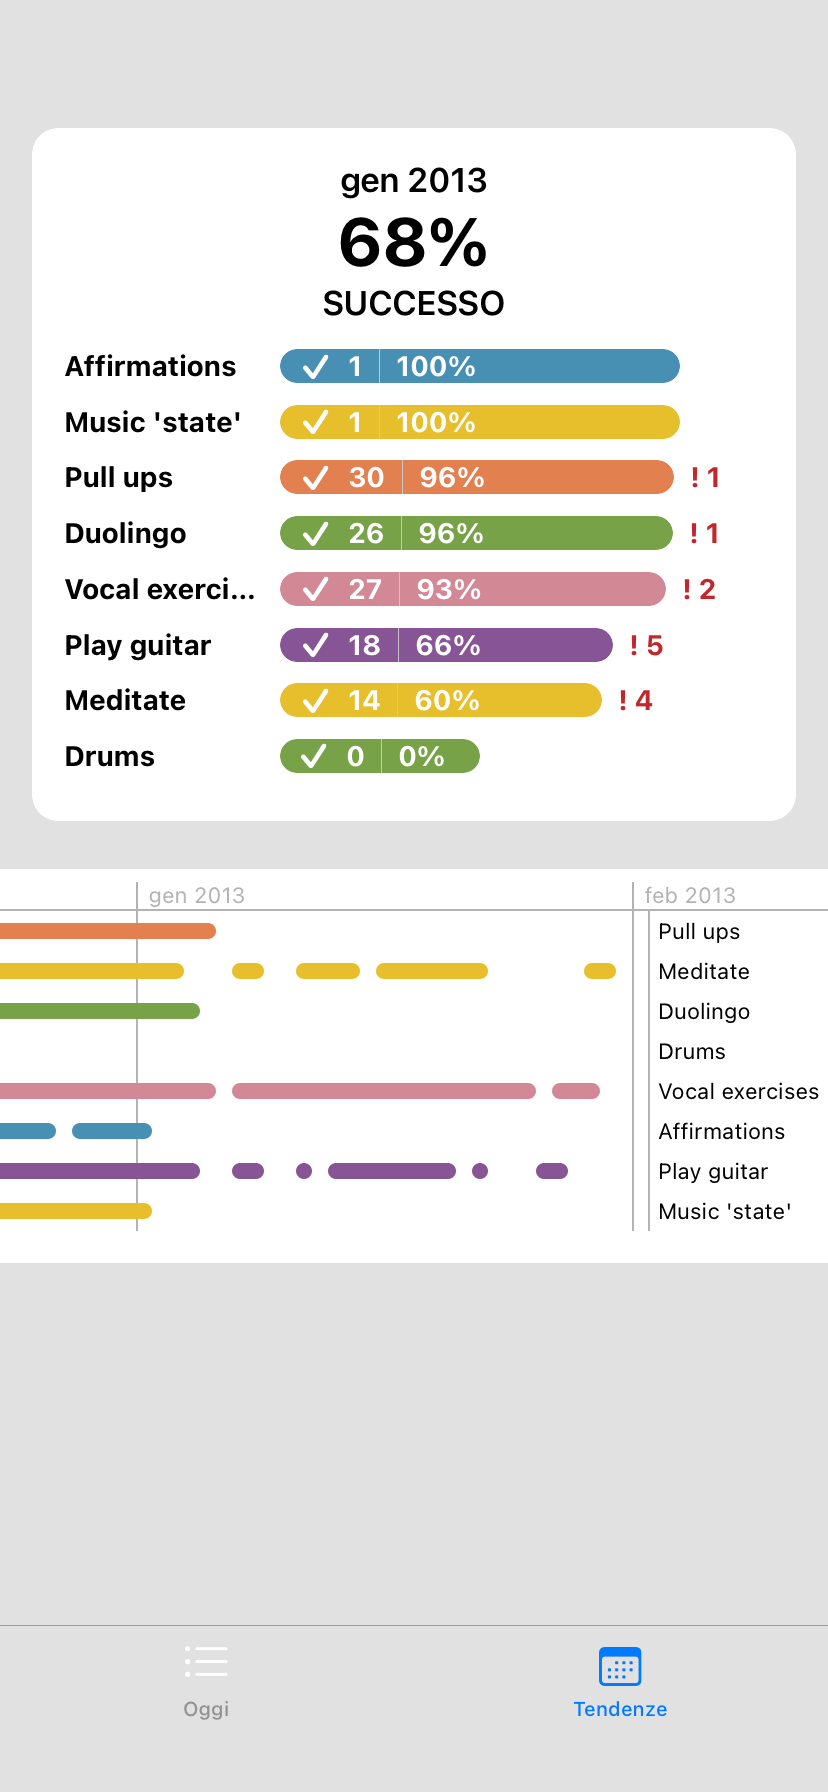 gen 2013
68%
SUCCESSO
Affirmations 1 100%
Music 'state' 1 100%
Pull ups 30 96% ! 1
Duolingo 26 96% ! 1
Vocal exerci... 27 93% ! 2
Play guitar 18 66% ! 5
Meditate 14 60% ! 4
Drums 0 0%
gen 2013 feb 2013
Pull ups
Meditate
Duolingo
Drums
Vocal exercises
Affirmations
Play guitar
Music 'state'
Oggi Tendenze